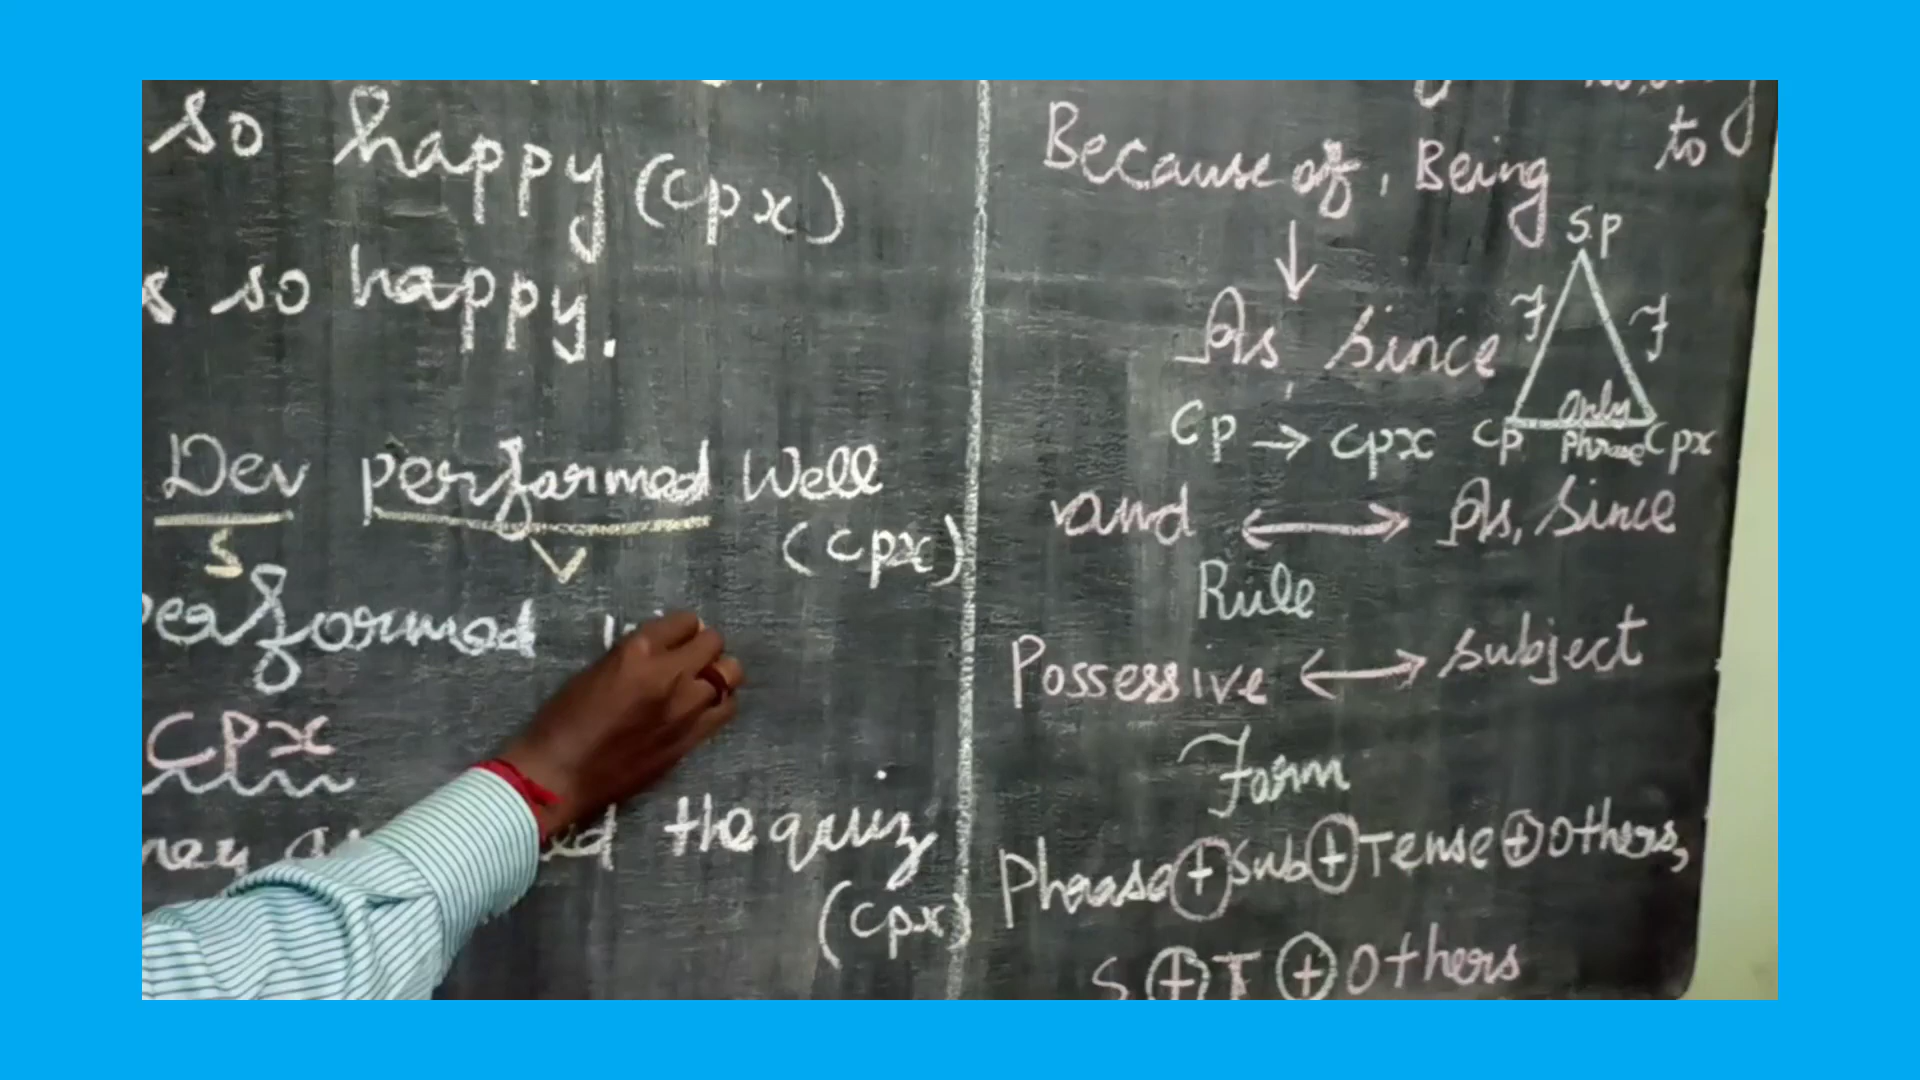 so happy (cpx)
s so happy.
Dev performed Well
S V (cpx)
performed
CPx
the quiz
(cpx)
to
Because of, Being
↓
As Since
Cp → cpx
S.P
F F
Only
CP Phrase Cpx
and ↔ As, Since
Rule
Possessive ↔ subject
Form
Phrase + Sub + Tense + Others,
S + T + Others